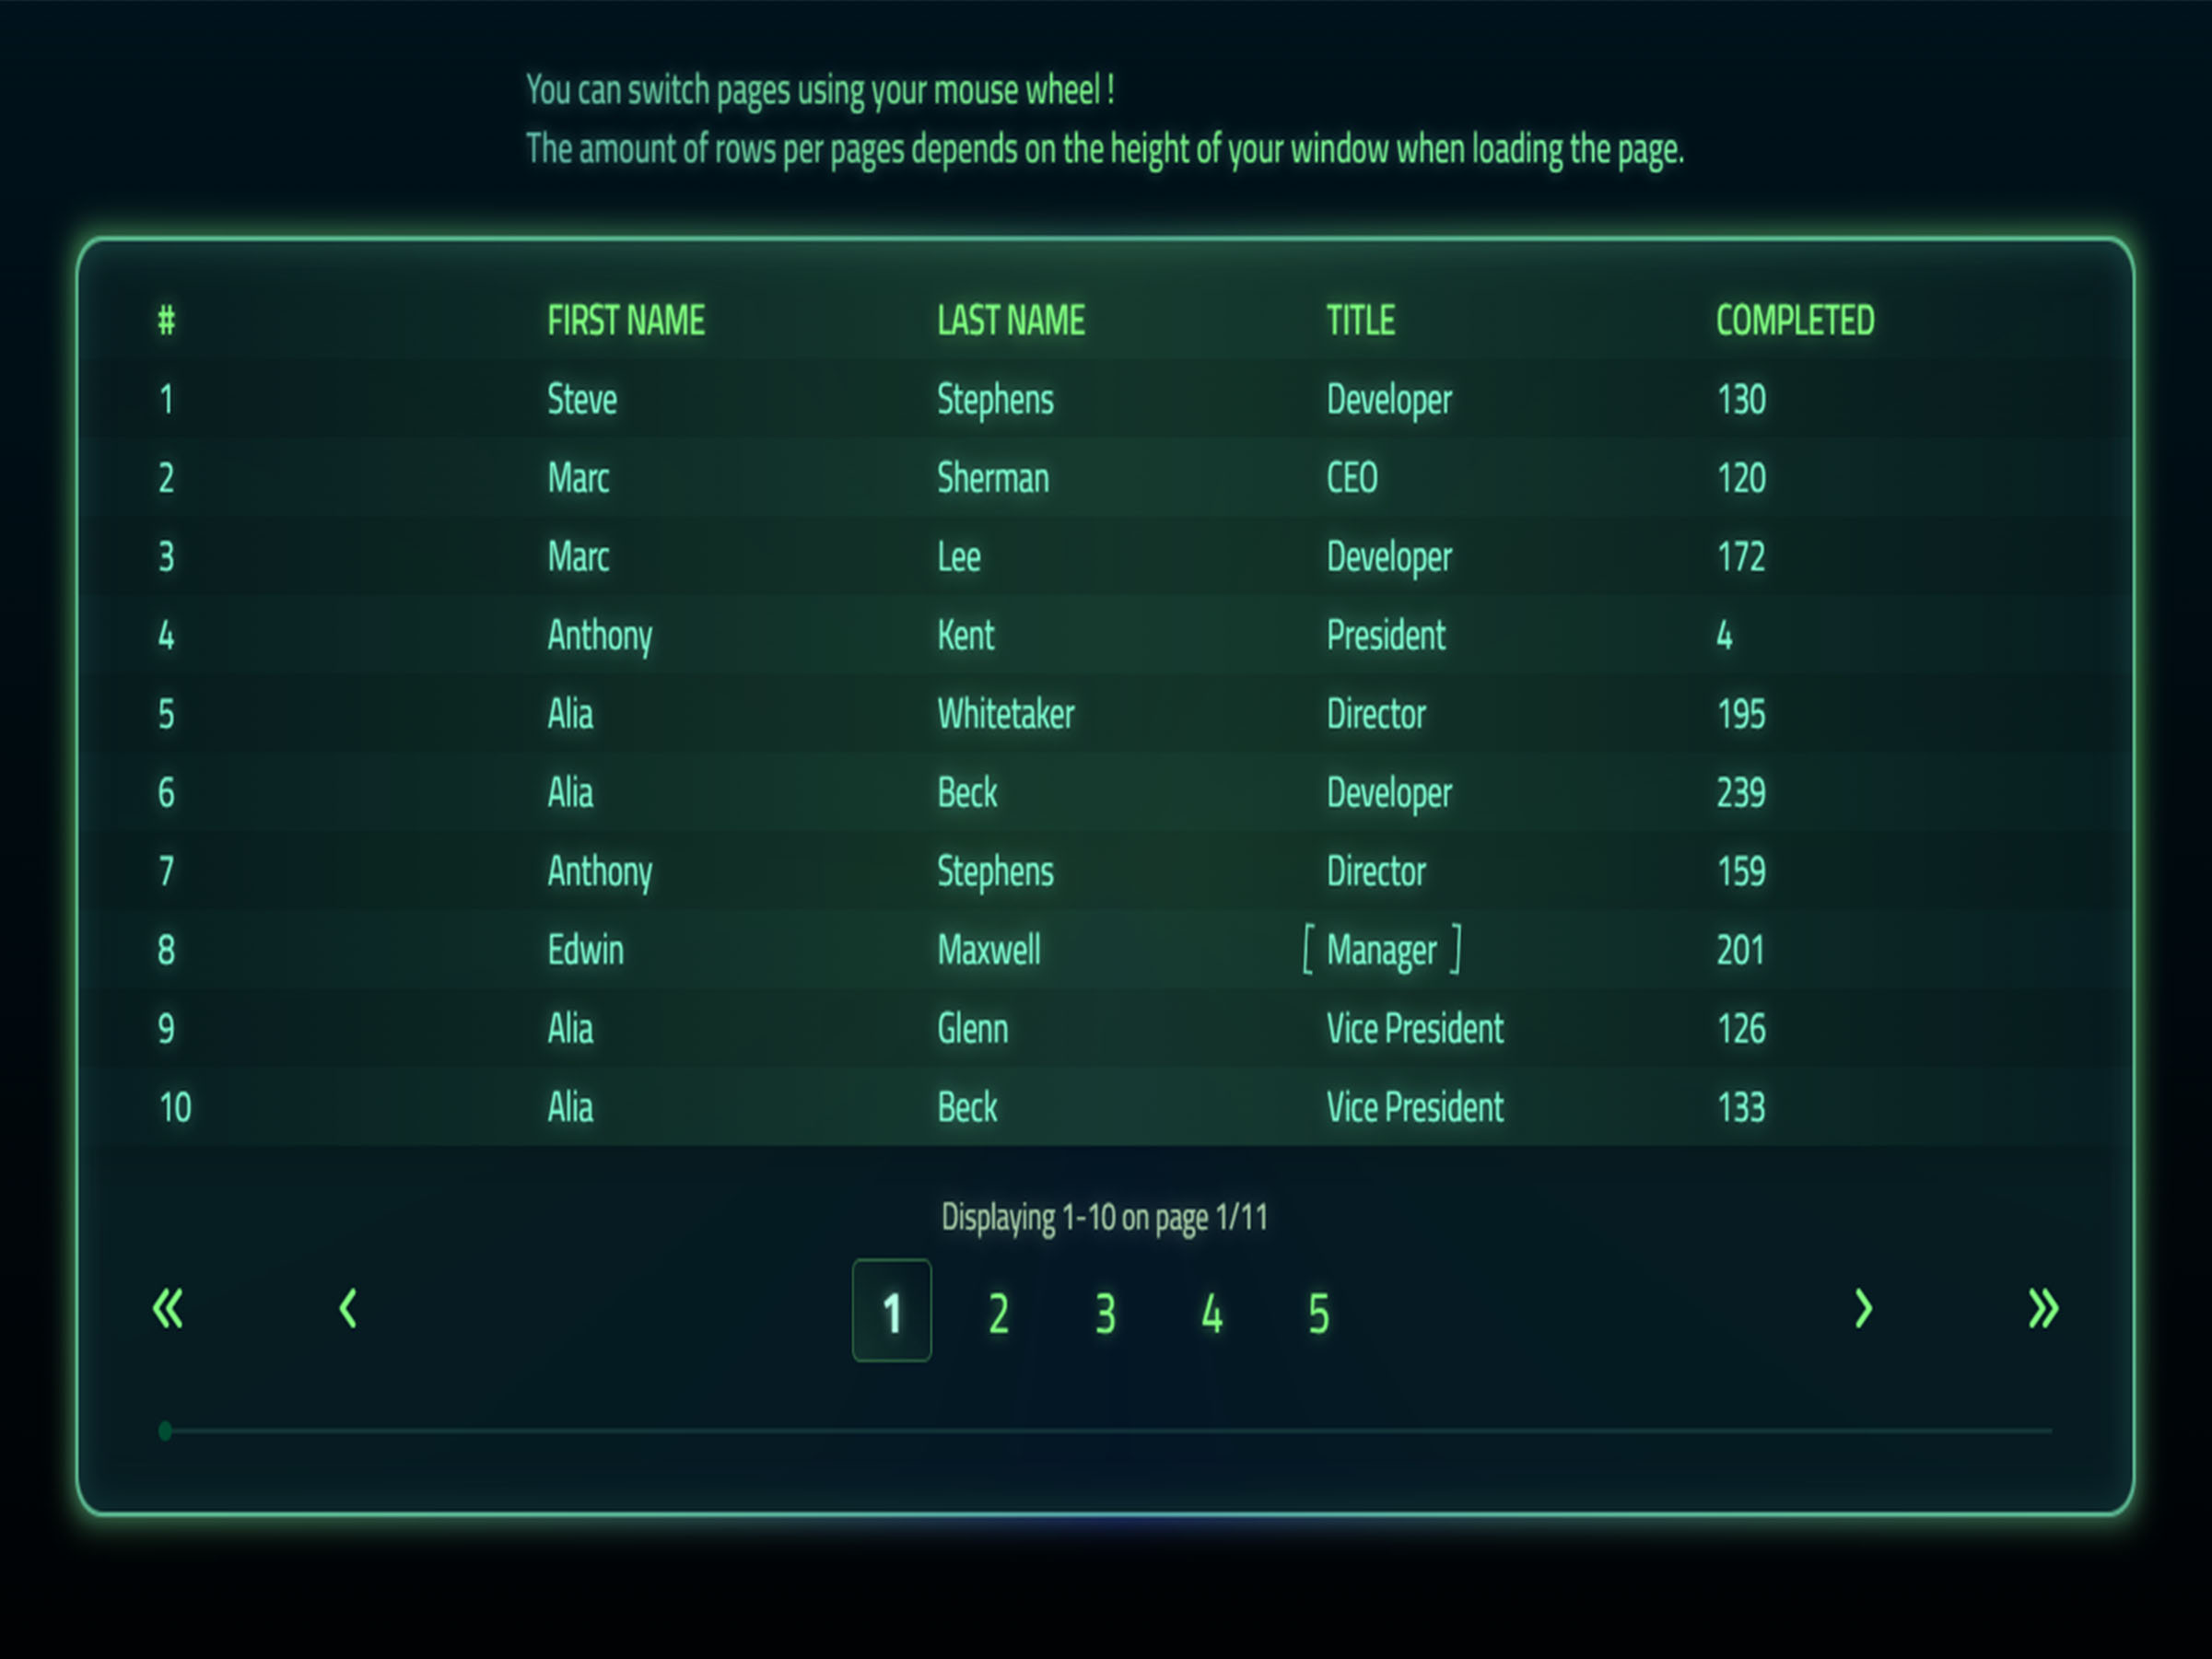 You can switch pages using your mouse wheel !
The amount of rows per pages depends on the height of your window when loading the page.
# FIRST NAME LAST NAME TITLE COMPLETED
1 Steve Stephens Developer 130
2 Marc Sherman CEO 120
3 Marc Lee Developer 172
4 Anthony Kent President 4
5 Alia Whitetaker Director 195
6 Alia Beck Developer 239
7 Anthony Stephens Director 159
8 Edwin Maxwell [ Manager ] 201
9 Alia Glenn Vice President 126
10 Alia Beck Vice President 133
Displaying 1-10 on page 1/11
« ‹ 1 2 3 4 5 › »